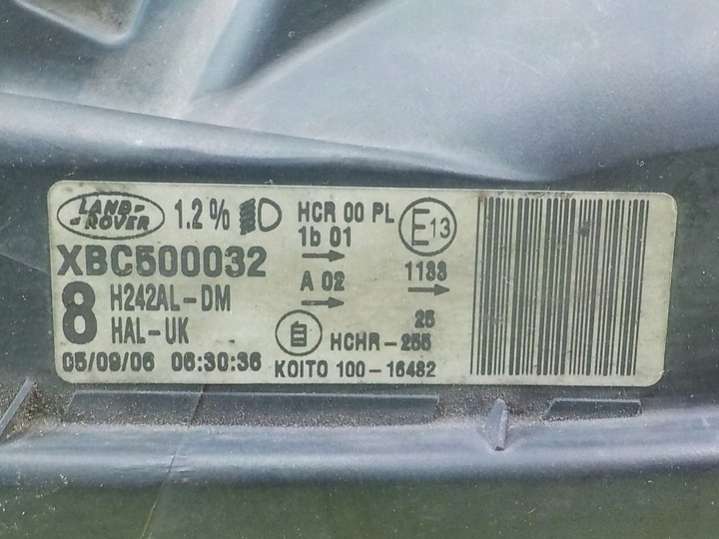 LAND-
-ROVER
1.2%
HCR 00 PL
1b 01
E13
XBC500032
A 02
1133
8
H242AL-DM
HAL-UK
25
HCHR-255
05/09/06 06:30:36
KOITO 100-16482